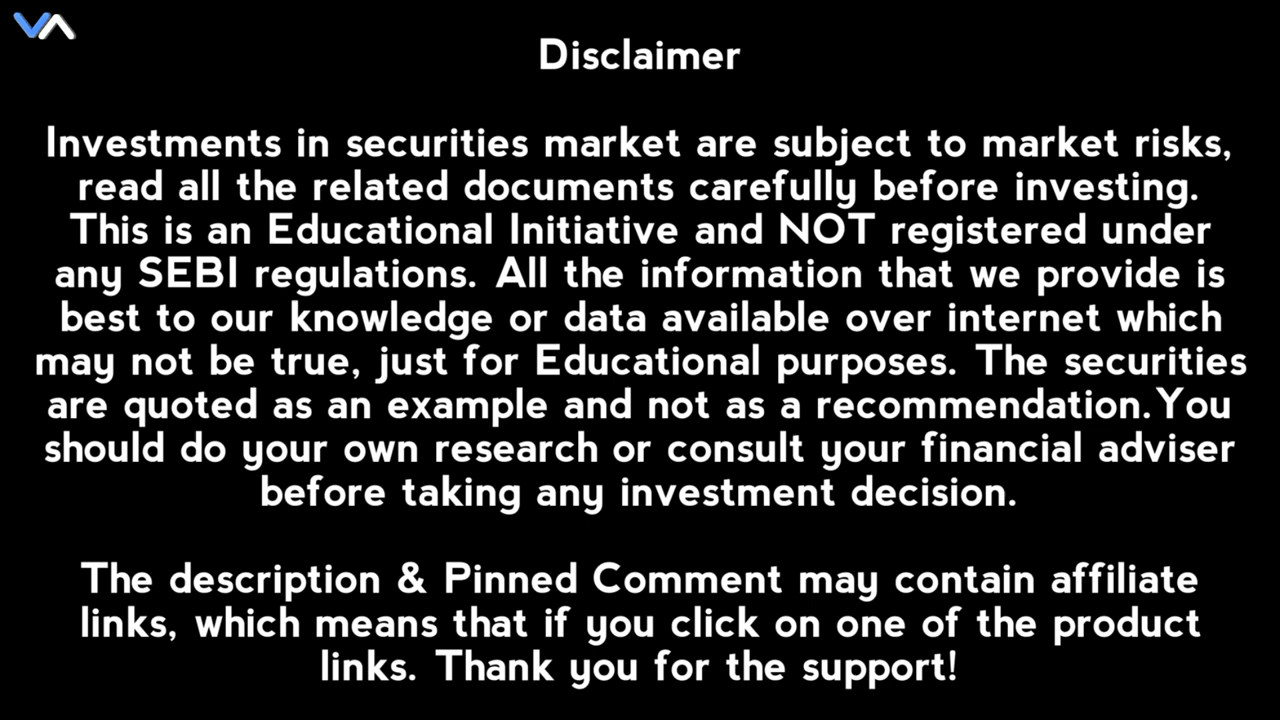 VA
Disclaimer
Investments in securities market are subject to market risks,
read all the related documents carefully before investing.
This is an Educational Initiative and NOT registered under
any SEBI regulations. All the information that we provide is
best to our knowledge or data available over internet which
may not be true, just for Educational purposes. The securities
are quoted as an example and not as a recommendation.You
should do your own research or consult your financial adviser
before taking any investment decision.
The description & Pinned Comment may contain affiliate
links, which means that if you click on one of the product
links. Thank you for the support!